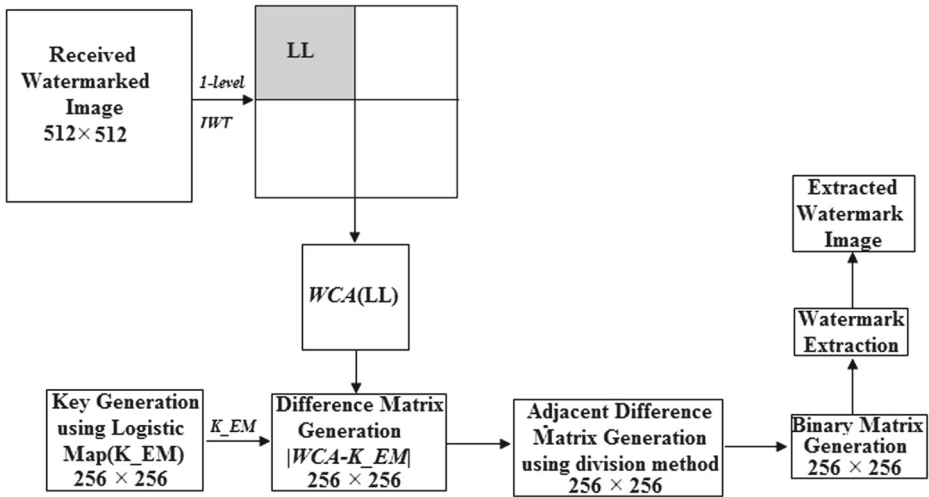 Received
Watermarked
Image
512×512
1-level
IWT
LL
WCA(LL)
Key Generation
using Logistic
Map(K_EM)
256 × 256
K_EM
Difference Matrix
Generation
|WCA-K_EM|
256 × 256
Adjacent Difference
Matrix Generation
using division method
256 × 256
Binary Matrix
Generation
256 × 256
Watermark
Extraction
Extracted
Watermark
Image